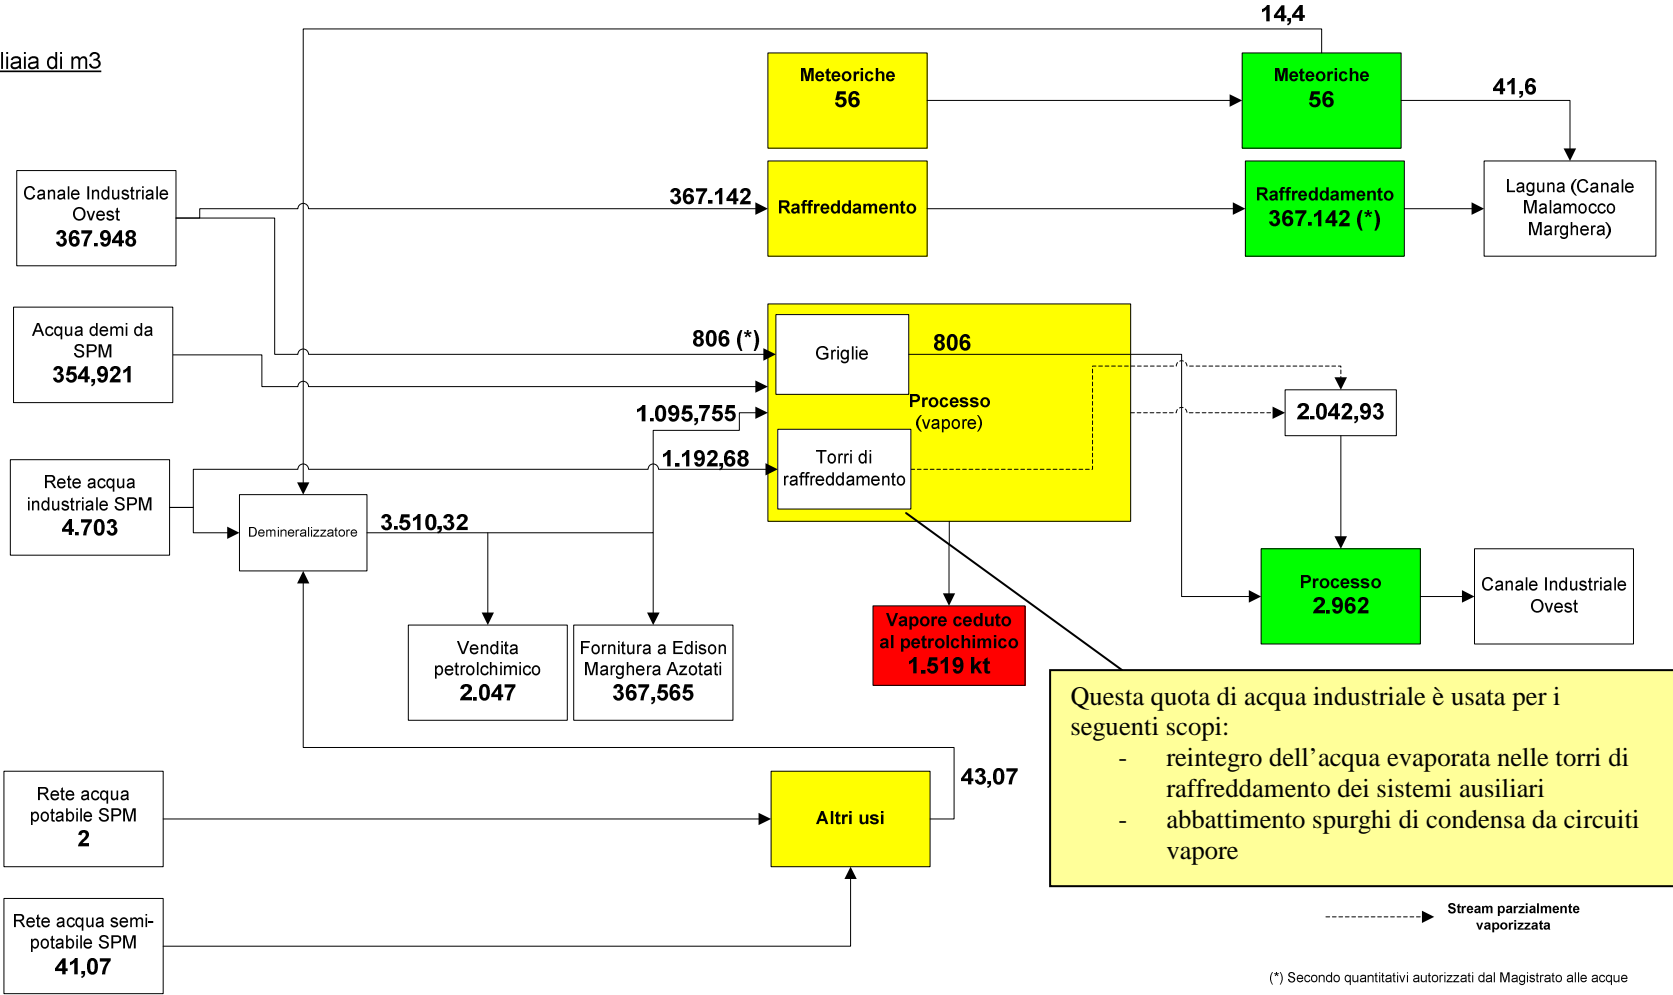 14,4
liaia di m3
Meteoriche
56
Meteoriche
56
41,6
Canale Industriale
Ovest
367.948
367.142
Raffreddamento
Raffreddamento
367.142 (*)
Laguna (Canale
Malamocco
Marghera)
Acqua demi da
SPM
354,921
806 (*)
Griglie
806
Processo
(vapore)
1.095,755
2.042,93
Rete acqua
industriale SPM
4.703
1.192,68
Torri di
raffreddamento
Demineralizzatore
3.510,32
Processo
2.962
Canale Industriale
Ovest
Vendita
petrolchimico
2.047
Fornitura a Edison
Marghera Azotati
367,565
Vapore ceduto
al petrolchimico
1.519 kt
Questa quota di acqua industriale è usata per i
seguenti scopi:
- reintegro dell’acqua evaporata nelle torri di
raffreddamento dei sistemi ausiliari
- abbattimento spurghi di condensa da circuiti
vapore
Rete acqua
potabile SPM
2
Altri usi
43,07
Rete acqua semi-
potabile SPM
41,07
Stream parzialmente
vaporizzata
(*) Secondo quantitativi autorizzati dal Magistrato alle acque